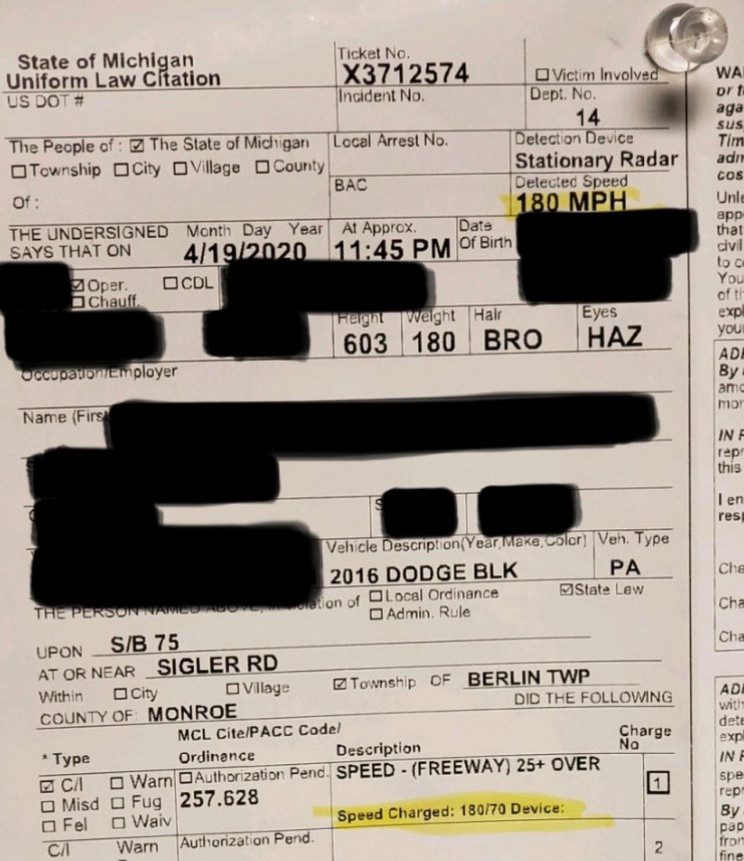 State of Michigan
Uniform Law Citation
US DOT #
Ticket No.
X3712574
Incident No.
Victim Involved
Dept. No.
14
The People of : ☑ The State of Michigan
☐ Township ☐ City ☐ Village ☐ County
Of :
Local Arrest No.
BAC
Detection Device
Stationary Radar
Detected Speed
180 MPH
THE UNDERSIGNED
SAYS THAT ON
Month Day Year
4/19/2020
At Approx.
11:45 PM
Date
Of Birth
☑ Oper. ☐ CDL
☐ Chauff.
Height
603
Weight
180
Hair
BRO
Eyes
HAZ
Occupation/Employer
Name (First
Vehicle Description(Year,Make,Color)
2016 DODGE BLK
Veh. Type
PA
THE PERSON NAMED ABOVE, in violation of
☐ Local Ordinance ☑ State Law
☐ Admin. Rule
UPON S/B 75
AT OR NEAR SIGLER RD
Within ☐ City ☐ Village ☑ Township OF BERLIN TWP
COUNTY OF: MONROE
DID THE FOLLOWING
* Type
MCL Cite/PACC Code/
Ordinance
Description
Charge
No
☑ C/I ☐ Warn
☐ Misd ☐ Fug
☐ Fel ☐ Waiv
☐ Authorization Pend.
257.628
SPEED - (FREEWAY) 25+ OVER
Speed Charged: 180/70 Device:
1
C/I Warn
Authorization Pend.
2